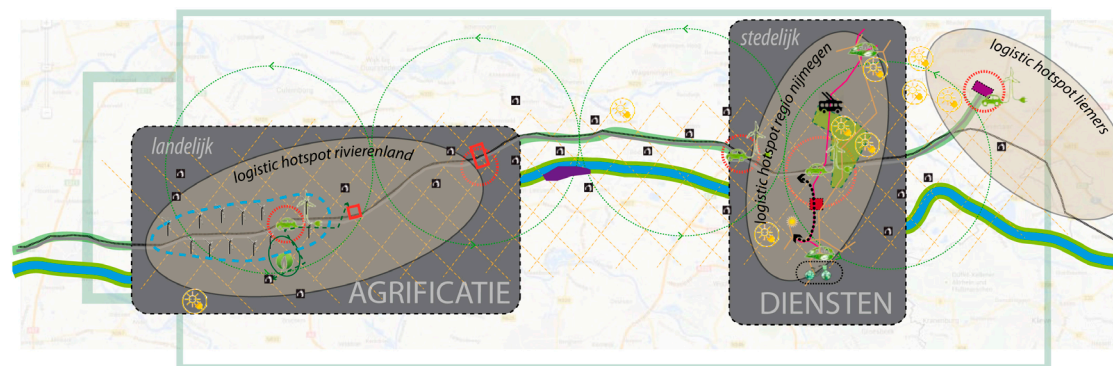 landelijk
logistic hotspot rivierenland
AGRIFICATIE
stedelijk
logistic hotspot regio nijmegen
DIENSTEN
logistic hotspot liemers